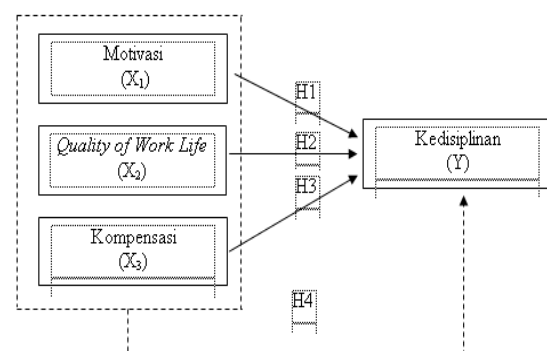 Motivasi
(X₁)
H1
Quality of Work Life
(X₂)
H2
Kedisiplinan
(Y)
H3
Kompensasi
(X₃)
H4